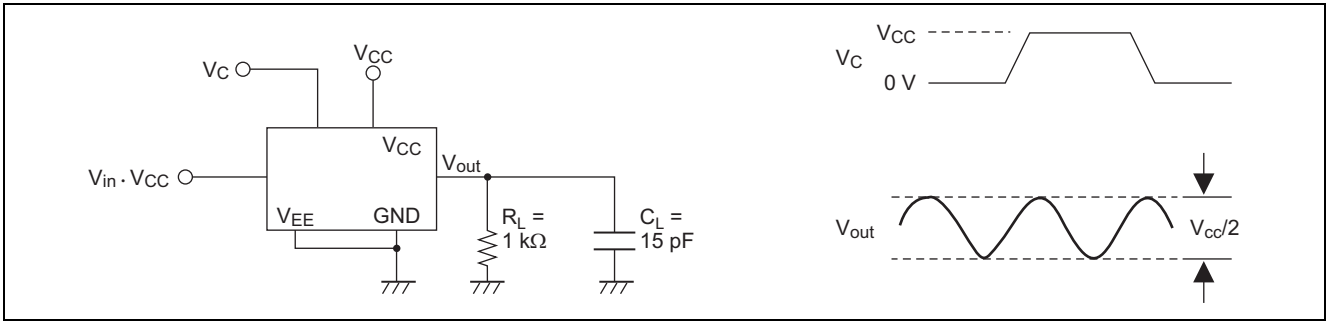 VC
VCC
VCC
Vin · VCC
Vout
VEE
GND
RL =
1 kΩ
CL =
15 pF
VCC
VC
0 V
Vout
Vcc/2